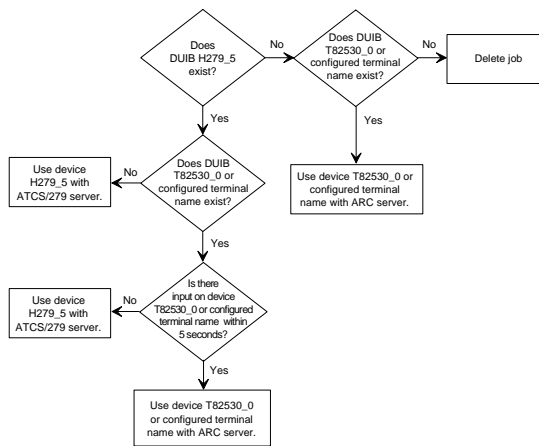 Does
DUIB H279_5
exist?
No
Does DUIB
T82530_0 or
configured terminal
name exist?
No
Delete job
Yes
Yes
Use device
H279_5 with
ATCS/279 server.
No
Does DUIB
T82530_0 or
configured terminal
name exist?
Use device T82530_0 or
configured terminal
name with ARC server.
Yes
Use device
H279_5 with
ATCS/279 server.
No
Is there
input on device
T82530_0 or configured
terminal name within
5 seconds?
Yes
Use device T82530_0
or configured terminal
name with ARC server.